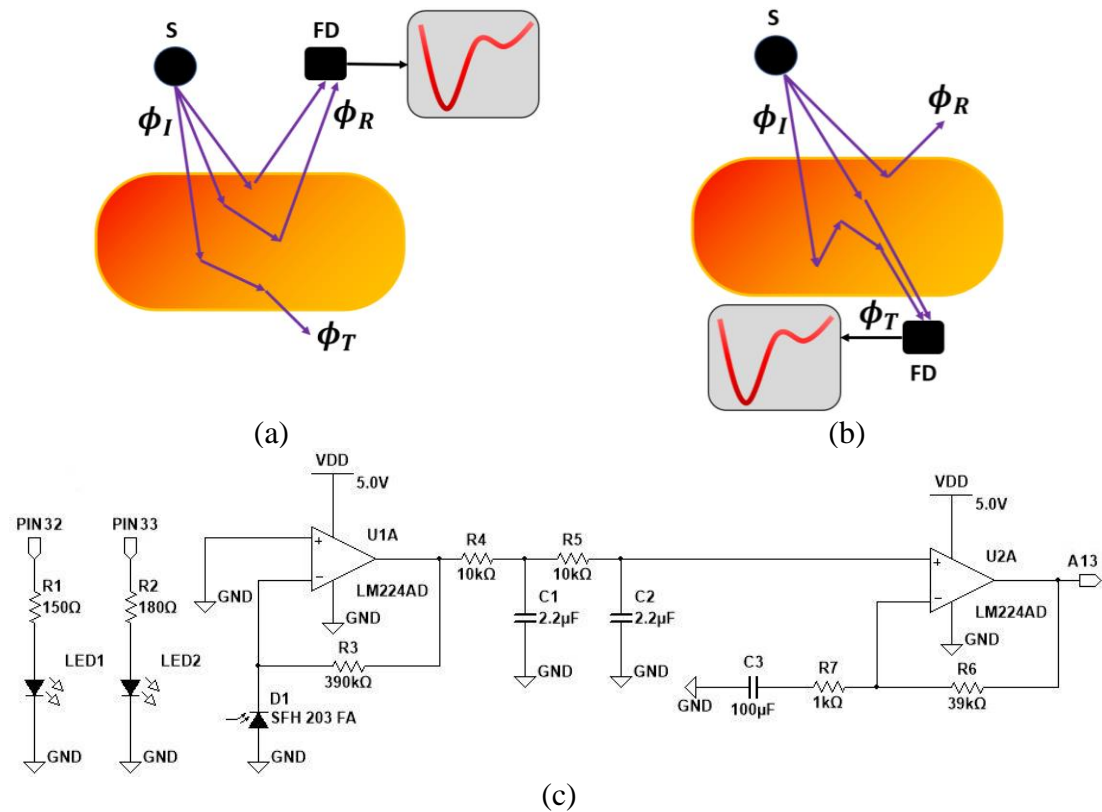 S
FD
ϕI
ϕR
ϕT
(a)
S
ϕI
ϕR
ϕT
FD
(b)
VDD
5.0V
VDD
5.0V
PIN32
PIN33
U1A
R4
10kΩ
R5
10kΩ
U2A
A13
R1
150Ω
R2
180Ω
GND
LM224AD
GND
C1
2.2µF
C2
2.2µF
LM224AD
GND
LED1
LED2
R3
390kΩ
GND
GND
C3
100µF
R7
1kΩ
R6
39kΩ
GND
D1
SFH 203 FA
GND
GND
GND
(c)